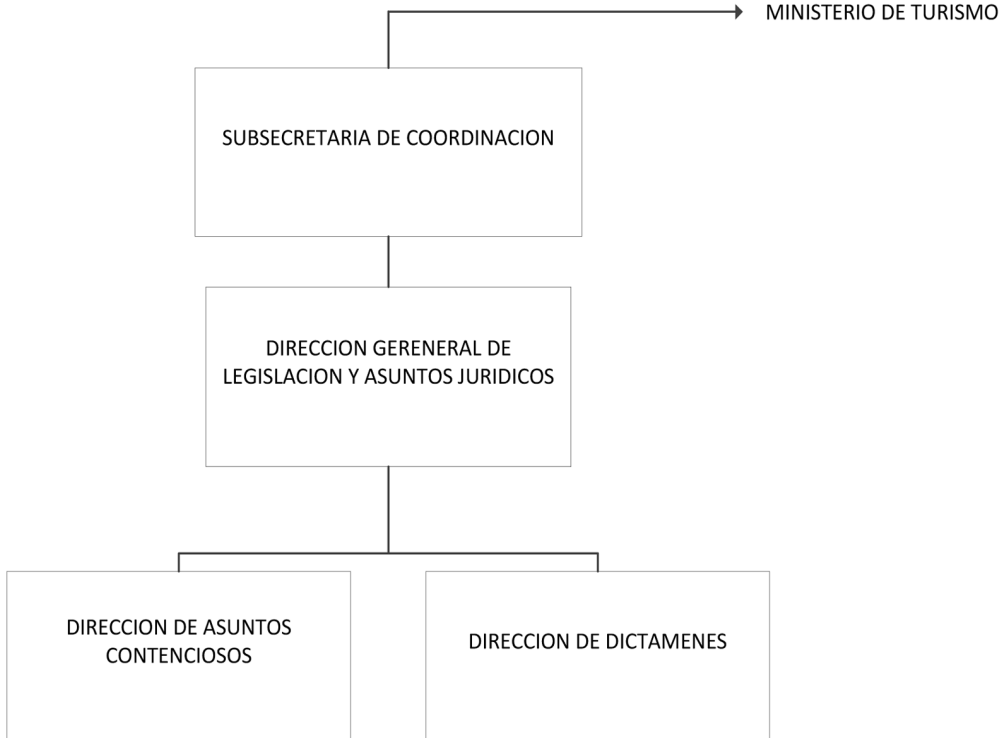 MINISTERIO DE TURISMO
SUBSECRETARIA DE COORDINACION
DIRECCION GERENERAL DE
LEGISLACION Y ASUNTOS JURIDICOS
DIRECCION DE ASUNTOS
CONTENCIOSOS
DIRECCION DE DICTAMENES